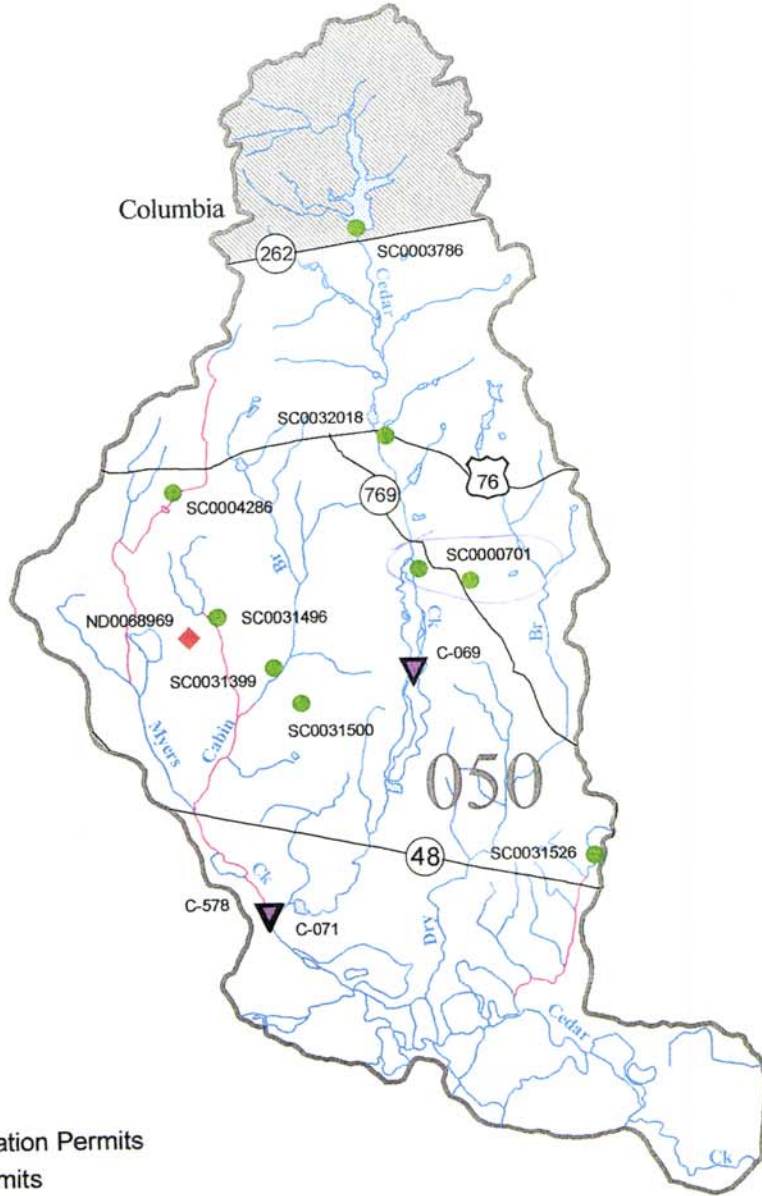 Columbia
262
SC0003786
Cedar
SC0032018
76
769
SC0004286
SC0000701
Br
Ck
Br
ND0068969
SC0031496
C-069
SC0031399
SC0031500
Myers
Cabin
050
48
SC0031526
Ck
C-578
C-071
Dry
Cedar
Ck
ation Permits
mits